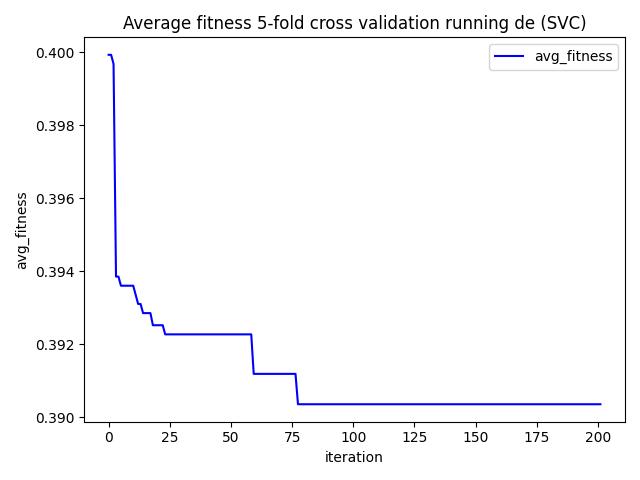 Average fitness 5-fold cross validation running de (SVC)
avg_fitness
0.400
0.398
0.396
0.394
0.392
0.390
avg_fitness
0 25 50 75 100 125 150 175 200
iteration